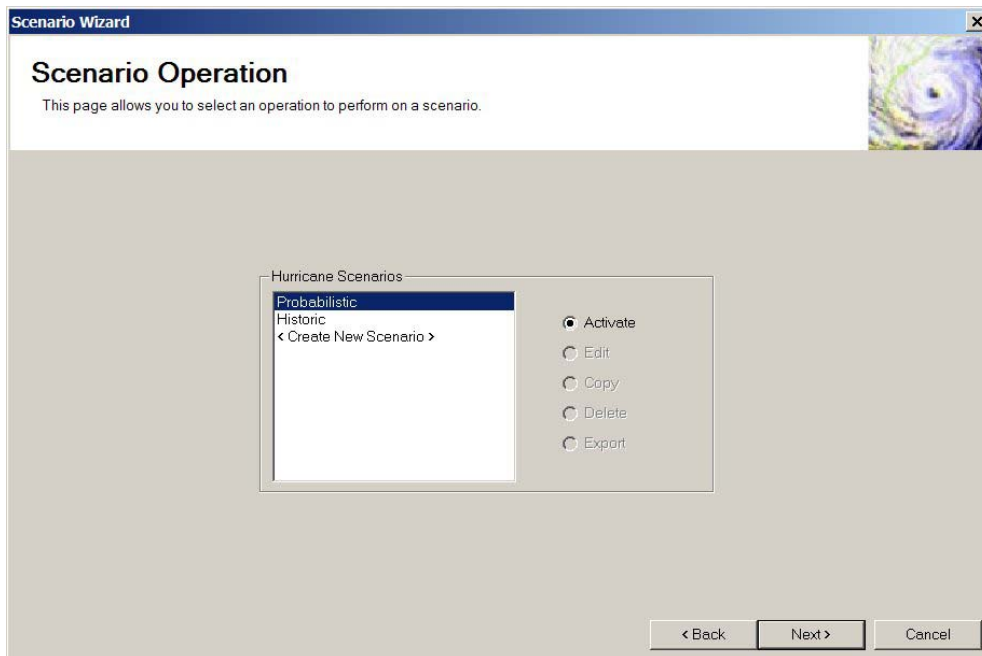 Scenario Wizard
Scenario Operation
This page allows you to select an operation to perform on a scenario.
Hurricane Scenarios
Probabilistic
Historic
< Create New Scenario >
Activate
Edit
Copy
Delete
Export
< Back
Next >
Cancel